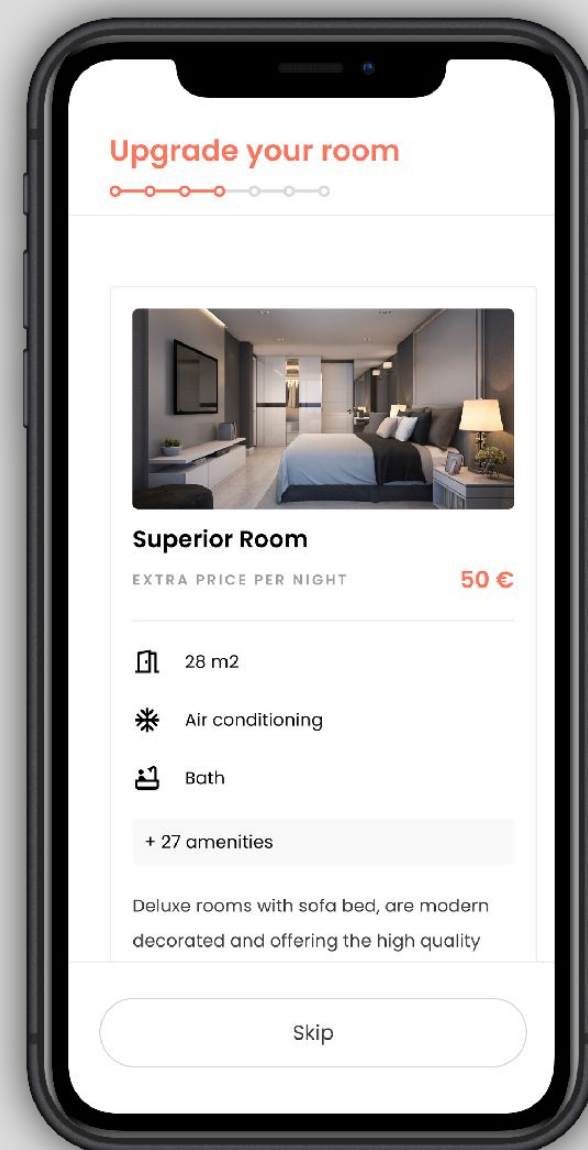 Upgrade your room
Superior Room
EXTRA PRICE PER NIGHT 50 €
28 m2
Air conditioning
Bath
+ 27 amenities
Deluxe rooms with sofa bed, are modern
decorated and offering the high quality
Skip